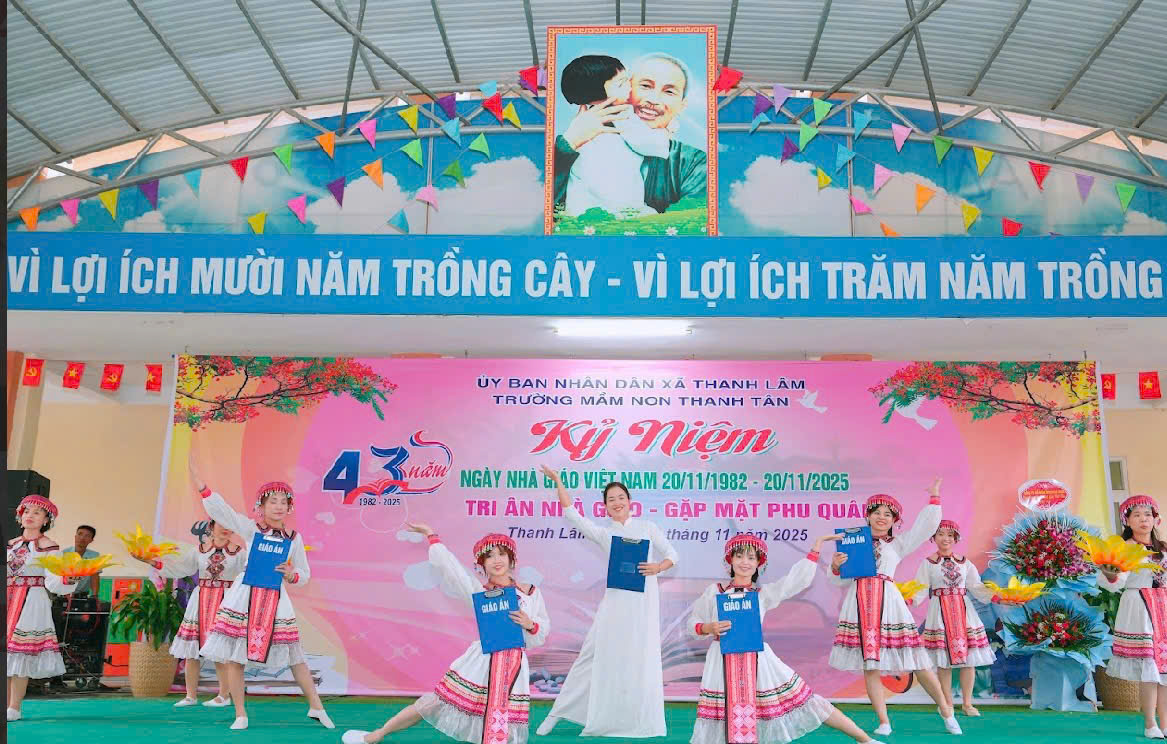 VÌ LỢI ÍCH MƯỜI NĂM TRỒNG CÂY - VÌ LỢI ÍCH TRĂM NĂM TRỒNG
ỦY BAN NHÂN DÂN XÃ THANH LÂM
TRƯỜNG MẦM NON THANH TÂN
Kỷ Niệm
43 năm
1982 - 2025
NGÀY NHÀ GIÁO VIỆT NAM 20/11/1982 - 20/11/2025
TRI ÂN NHÀ GIÁO - GẶP MẶT PHU QUÂN
Thanh Lâm tháng 11 năm 2025
GIÁO ÁN
GIÁO ÁN
GIÁO ÁN
GIÁO ÁN